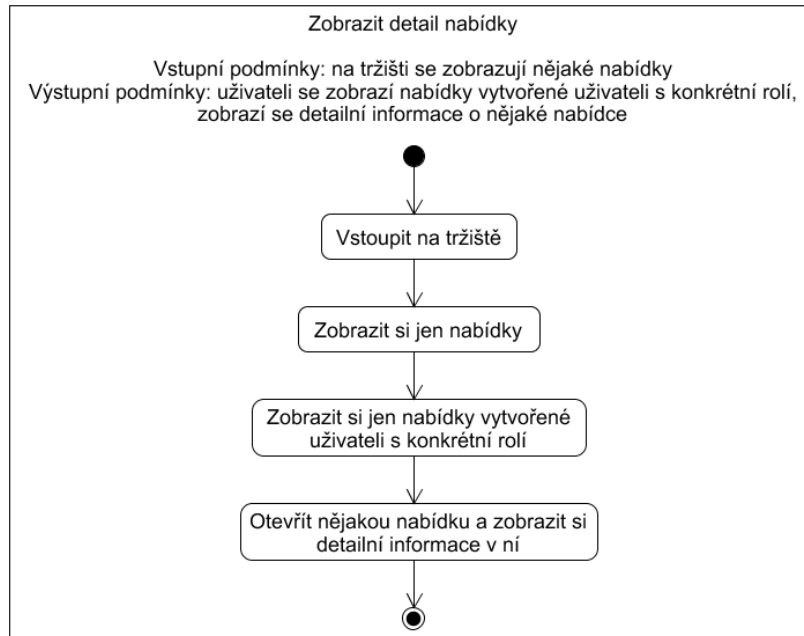 Zobrazit detail nabídky
Vstupní podmínky: na tržišti se zobrazují nějaké nabídky
Výstupní podmínky: uživateli se zobrazí nabídky vytvořené uživateli s konkrétní rolí,
zobrazí se detailní informace o nějaké nabídce
Vstoupit na tržiště
Zobrazit si jen nabídky
Zobrazit si jen nabídky vytvořené
uživateli s konkrétní rolí
Otevřít nějakou nabídku a zobrazit si
detailní informace v ní